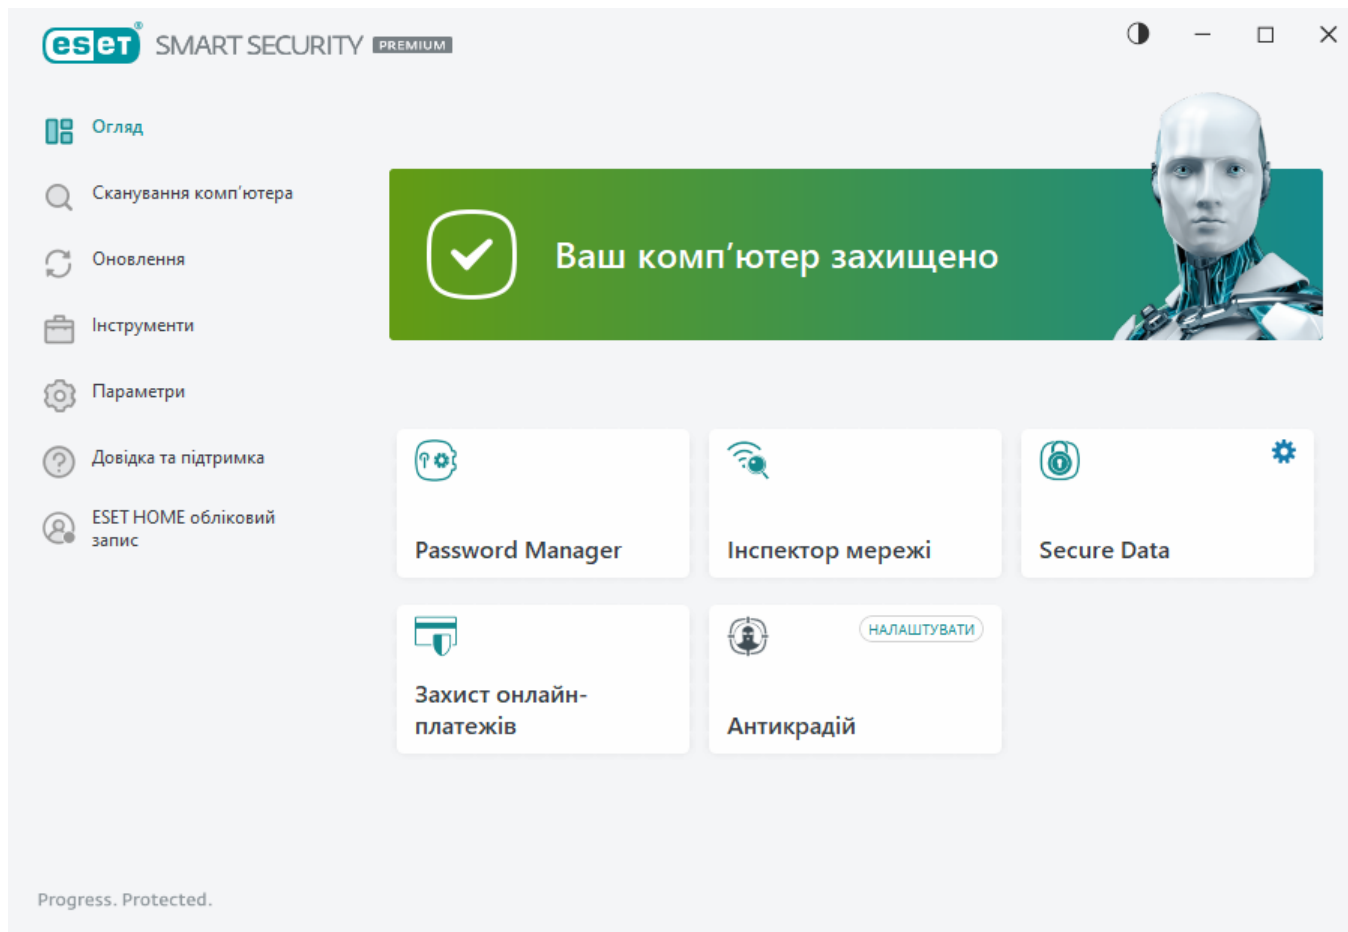 eset® SMART SECURITY PREMIUM
Огляд
Сканування комп’ютера
Оновлення
Інструменти
Параметри
Довідка та підтримка
ESET HOME обліковий
запис
Ваш комп’ютер захищено
Password Manager
Інспектор мережі
Secure Data
Захист онлайн-
платежів
НАЛАШТУВАТИ
Антикрадій
Progress. Protected.